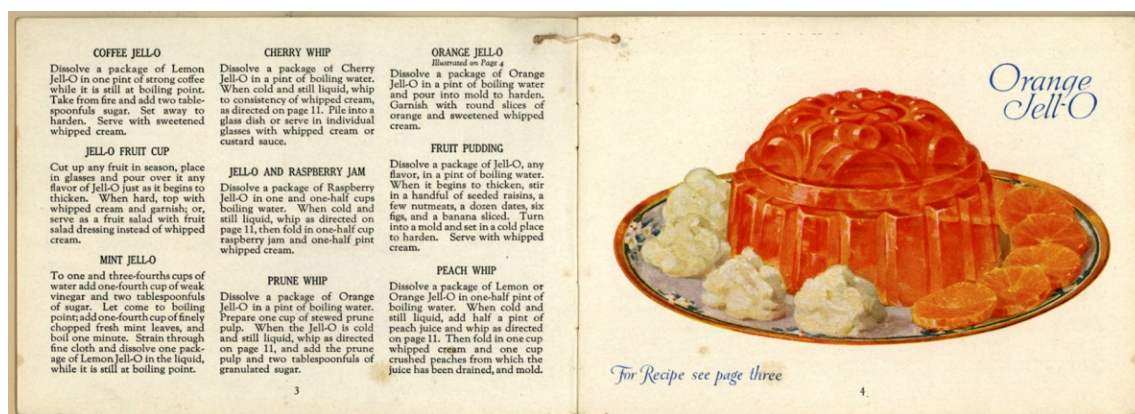 COFFEE JELL-O
Dissolve a package of Lemon
Jell-O in one pint of strong coffee
while it is still at boiling point.
Take from fire and add two table-
spoonfuls sugar. Set away to
harden. Serve with sweetened
whipped cream.
JELL-O FRUIT CUP
Cut up any fruit in season, place
in glasses and pour over it any
flavor of Jell-O just as it begins to
thicken. When hard, top with
whipped cream and garnish; or,
serve as a fruit salad with fruit
salad dressing instead of whipped
cream.
MINT JELL-O
To one and three-fourths cups of
water add one-fourth cup of weak
vinegar and two tablespoonfuls
of sugar. Let come to boiling
point; add one-fourth cup of finely
chopped fresh mint leaves, and
boil one minute. Strain through
fine cloth and dissolve one pack-
age of Lemon Jell-O in the liquid,
while it is still at boiling point.
CHERRY WHIP
Dissolve a package of Cherry
Jell-O in a pint of boiling water.
When cold and still liquid, whip
to consistency of whipped cream,
as directed on page 11. Pile into a
glass dish or serve in individual
glasses with whipped cream or
custard sauce.
JELL-O AND RASPBERRY JAM
Dissolve a package of Raspberry
Jell-O in one and one-half cups
boiling water. When cold and
still liquid, whip as directed on
page 11, then fold in one-half cup
raspberry jam and one-half pint
whipped cream.
PRUNE WHIP
Dissolve a package of Orange
Jell-O in a pint of boiling water.
Prepare one cup of stewed prune
pulp. When the Jell-O is cold
and still liquid, whip as directed
on page 11, and add the prune
pulp and two tablespoonfuls of
granulated sugar.
ORANGE JELL-O
Illustrated on Page 4
Dissolve a package of Orange
Jell-O in a pint of boiling water
and pour into mold to harden.
Garnish with round slices of
orange and sweetened whipped
cream.
FRUIT PUDDING
Dissolve a package of Jell-O, any
flavor, in a pint of boiling water.
When it begins to thicken, stir
in a handful of seeded raisins, a
few nutmeats, a dozen dates, six
figs, and a banana sliced. Turn
into a mold and set in a cold place
to harden. Serve with whipped
cream.
PEACH WHIP
Dissolve a package of Lemon or
Orange Jell-O in one-half pint of
boiling water. When cold and
still liquid, add half a pint of
peach juice and whip as directed
on page 11. Then fold in one cup
whipped cream and one cup
crushed peaches from which the
juice has been drained, and mold.
3
Orange
Jell-O
For Recipe see page three
4